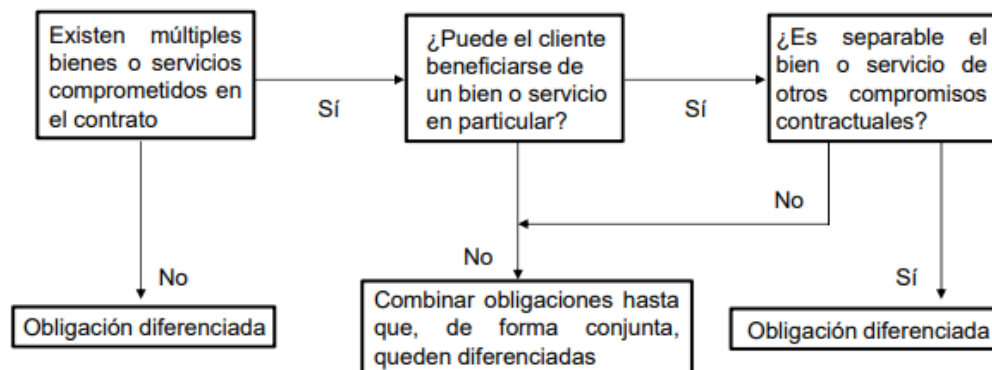 Existen múltiples
bienes o servicios
comprometidos en
el contrato
Sí
¿Puede el cliente
beneficiarse de
un bien o servicio
en particular?
Sí
¿Es separable el
bien o servicio de
otros compromisos
contractuales?
No
No
No
Sí
Obligación diferenciada
Combinar obligaciones hasta
que, de forma conjunta,
queden diferenciadas
Obligación diferenciada